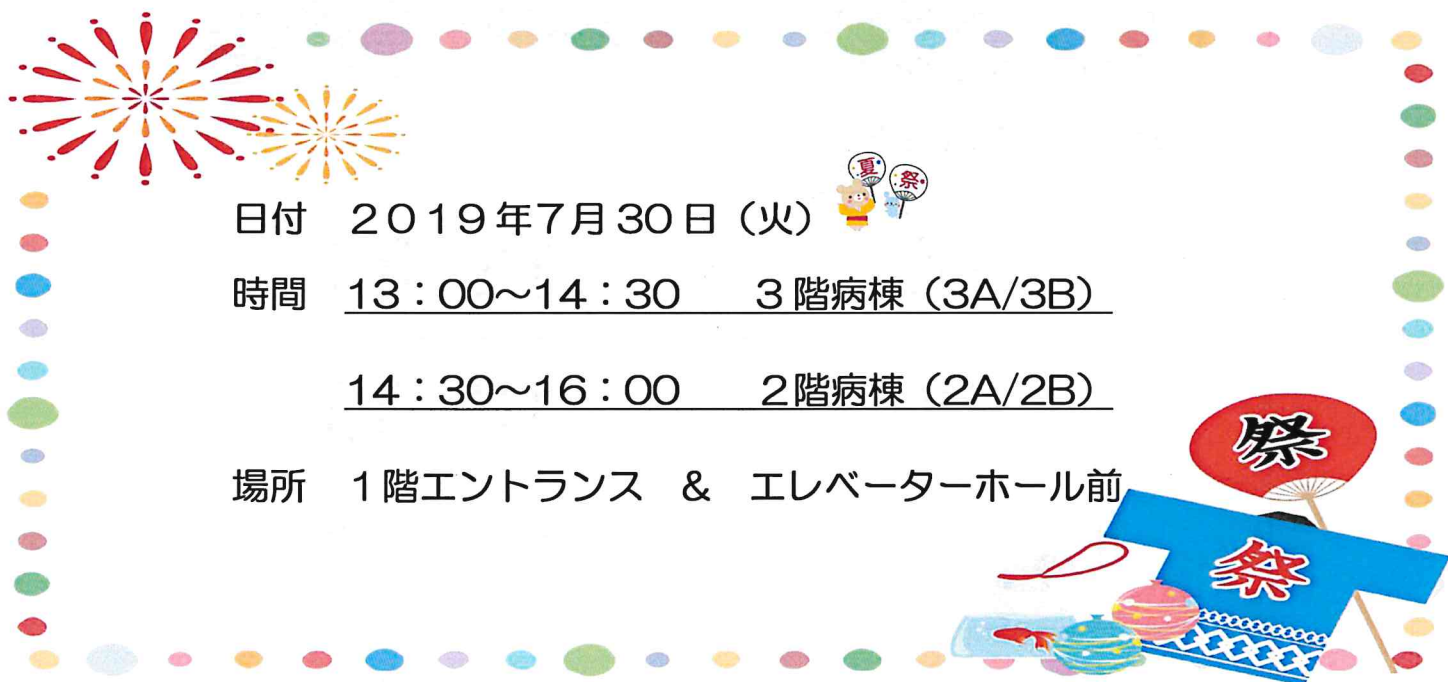 夏 祭
日付 2019年7月30日（火）
時間 13：00～14：30 3階病棟（3A/3B）
14：30～16：00 2階病棟（2A/2B）
場所 1階エントランス ＆ エレベーターホール前
祭
祭